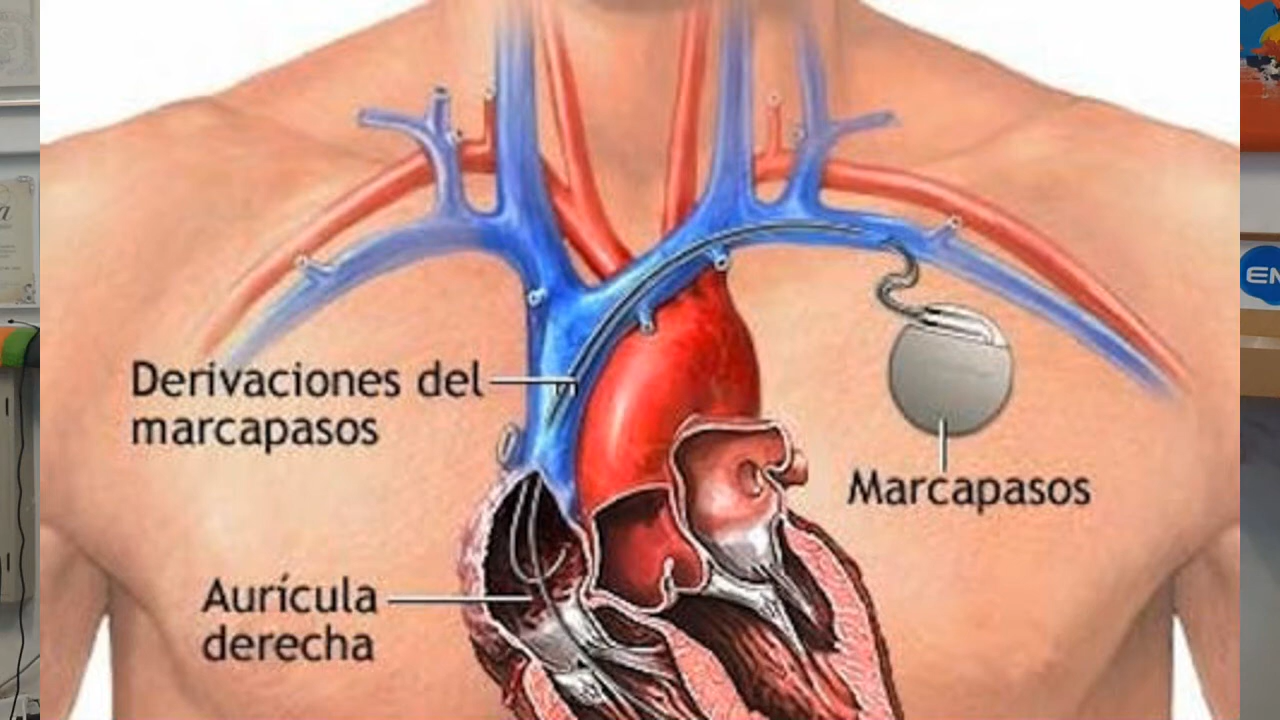 Derivaciones del
marcapasos
Marcapasos
Aurícula
derecha